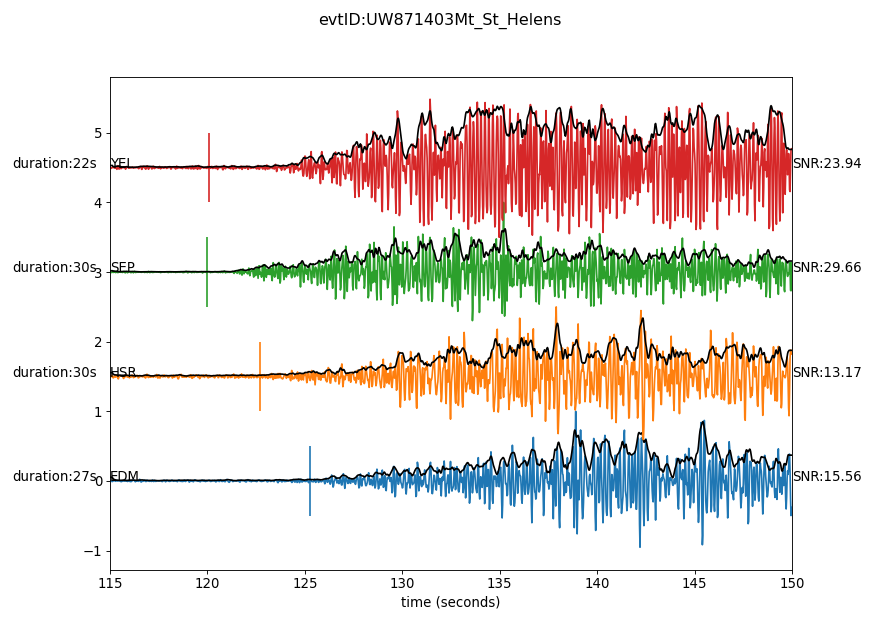 evtID:UW871403Mt_St_Helens
5
duration:22s YEL SNR:23.94
4
duration:30s 3 SEP SNR:29.66
2
duration:30s HSR SNR:13.17
1
duration:27s 0 EDM SNR:15.56
−1
115 120 125 130 135 140 145 150
time (seconds)